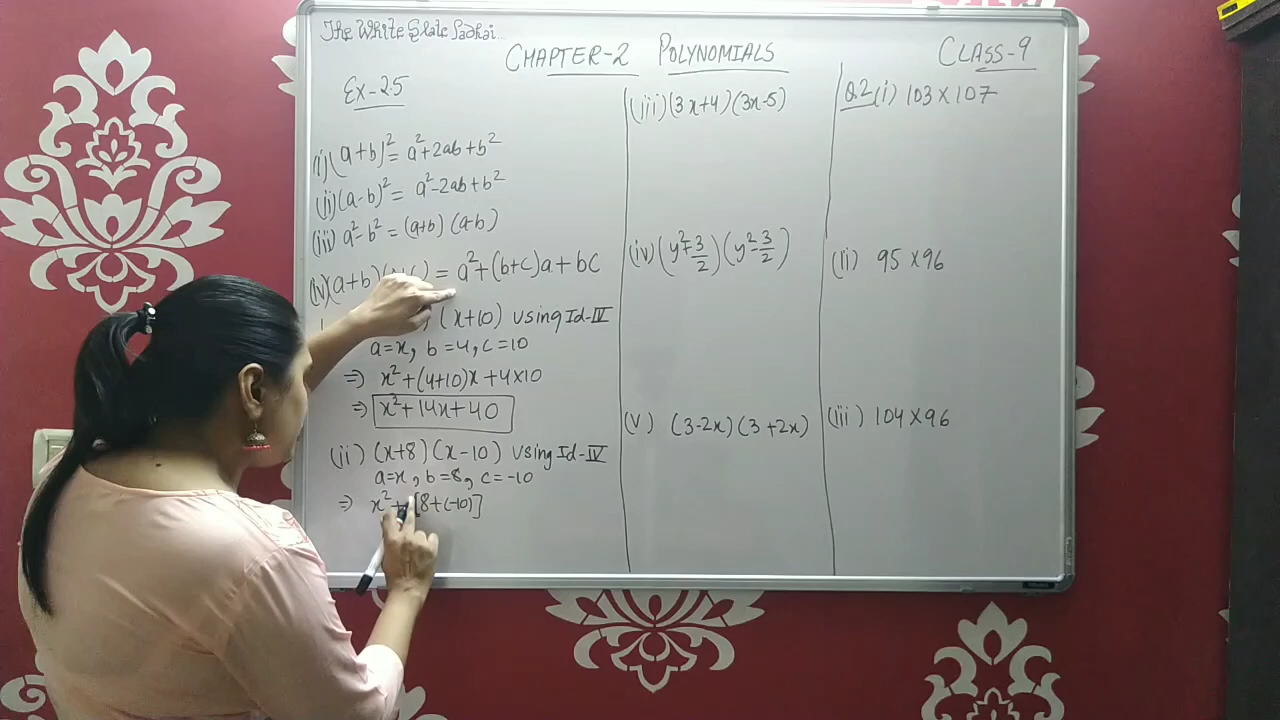 The White Slate Padhai...
CHAPTER-2 POLYNOMIALS CLASS-9
Ex-2.5
(i) (a+b)² = a²+2ab+b²
(ii) (a-b)² = a²-2ab+b²
(iii) a²-b² = (a+b) (a-b)
(iv) (a+b) = a²+(b+c)a+bc
(x+10) Using Id-IV
a=x, b=4, c=10
⇒ x²+(4+10)x+4×10
⇒ x²+14x+40
(ii) (x+8) (x-10) Using Id-IV
a=x, b=8, c=-10
⇒ x²+[8+(-10)]
(iii) (3x+4) (3x-5)
(iv) (y²+3/2) (y²-3/2)
(v) (3-2x) (3+2x)
Q.2 (i) 103×107
(ii) 95×96
(iii) 104×96